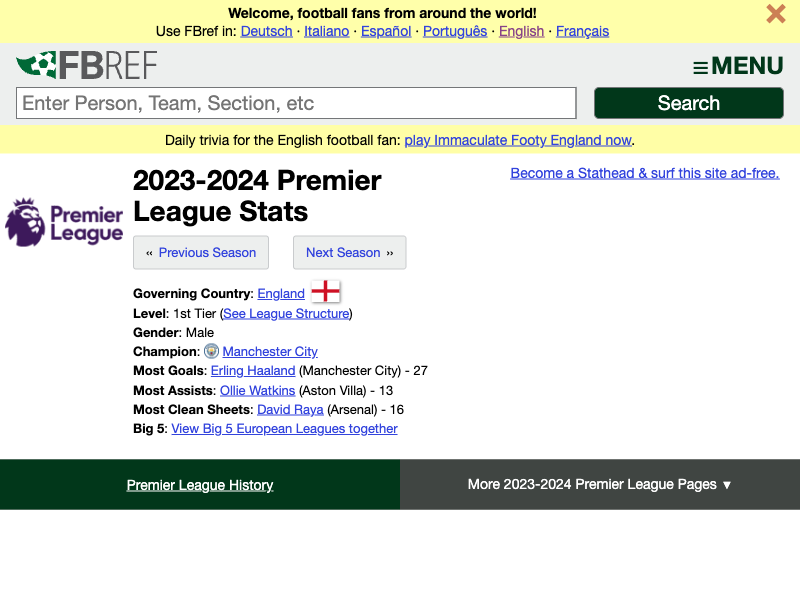 Welcome, football fans from around the world!
Use FBref in: Deutsch · Italiano · Español · Português · English · Français
FBREF
≡MENU
Enter Person, Team, Section, etc
Search
Daily trivia for the English football fan: play Immaculate Footy England now.
Become a Stathead & surf this site ad-free.
Premier
League
2023-2024 Premier
League Stats
« Previous Season
Next Season »
Governing Country: England
Level: 1st Tier (See League Structure)
Gender: Male
Champion: Manchester City
Most Goals: Erling Haaland (Manchester City) - 27
Most Assists: Ollie Watkins (Aston Villa) - 13
Most Clean Sheets: David Raya (Arsenal) - 16
Big 5: View Big 5 European Leagues together
Premier League History
More 2023-2024 Premier League Pages ▼